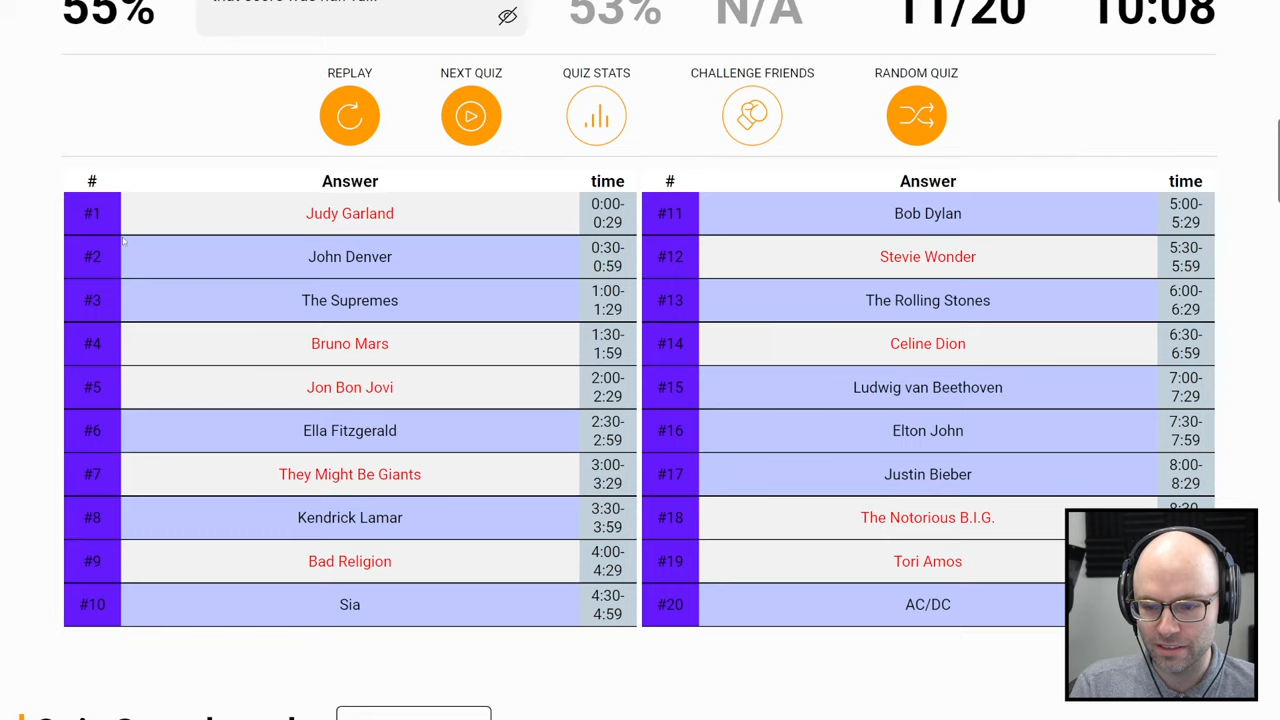 55%
53%
N/A
11/20
10:08
REPLAY
NEXT QUIZ
QUIZ STATS
CHALLENGE FRIENDS
RANDOM QUIZ
# Answer time
#1 Judy Garland 0:00-0:29
#2 John Denver 0:30-0:59
#3 The Supremes 1:00-1:29
#4 Bruno Mars 1:30-1:59
#5 Jon Bon Jovi 2:00-2:29
#6 Ella Fitzgerald 2:30-2:59
#7 They Might Be Giants 3:00-3:29
#8 Kendrick Lamar 3:30-3:59
#9 Bad Religion 4:00-4:29
#10 Sia 4:30-4:59
# Answer time
#11 Bob Dylan 5:00-5:29
#12 Stevie Wonder 5:30-5:59
#13 The Rolling Stones 6:00-6:29
#14 Celine Dion 6:30-6:59
#15 Ludwig van Beethoven 7:00-7:29
#16 Elton John 7:30-7:59
#17 Justin Bieber 8:00-8:29
#18 The Notorious B.I.G.
#19 Tori Amos
#20 AC/DC